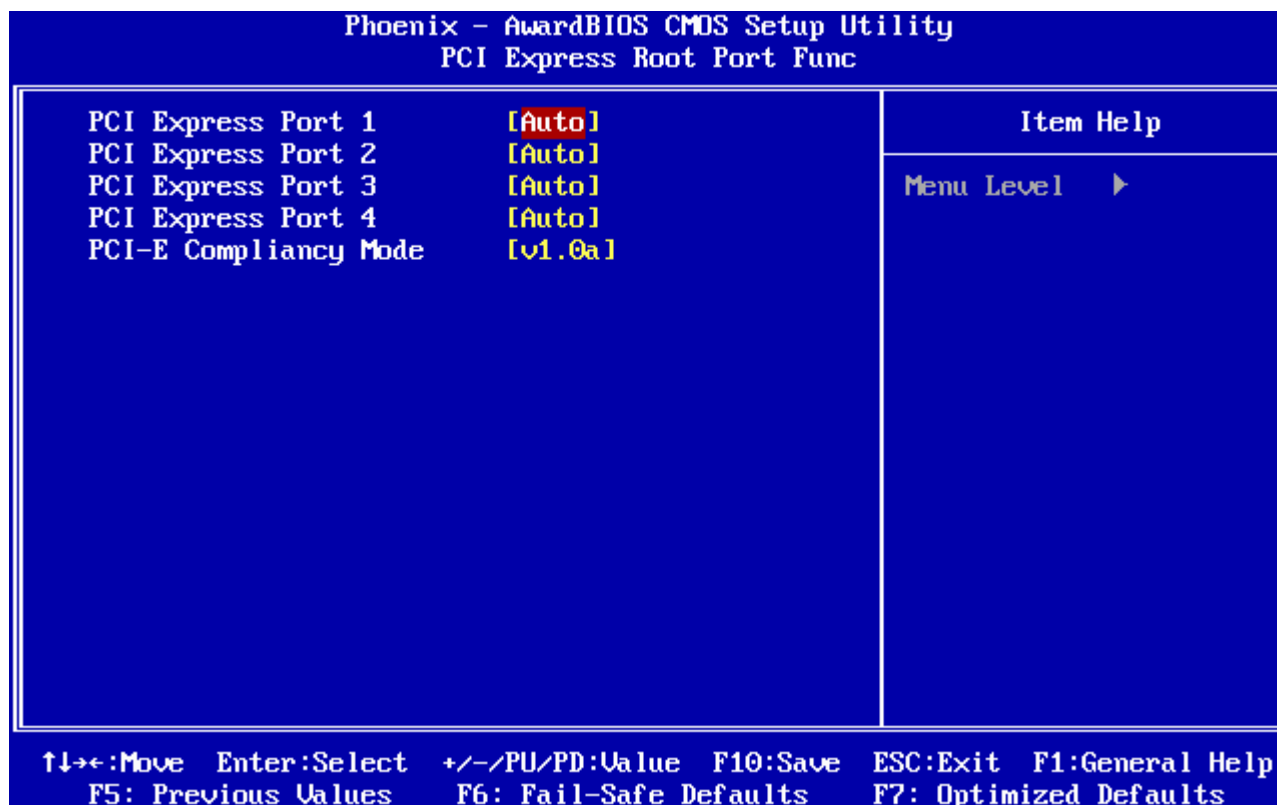 Phoenix - AwardBIOS CMOS Setup Utility
PCI Express Root Port Func
PCI Express Port 1 [Auto]
PCI Express Port 2 [Auto]
PCI Express Port 3 [Auto]
PCI Express Port 4 [Auto]
PCI-E Compliancy Mode [v1.0a]
Item Help
Menu Level ▶
↑↓→←:Move Enter:Select +/-/PU/PD:Value F10:Save ESC:Exit F1:General Help
F5: Previous Values F6: Fail-Safe Defaults F7: Optimized Defaults